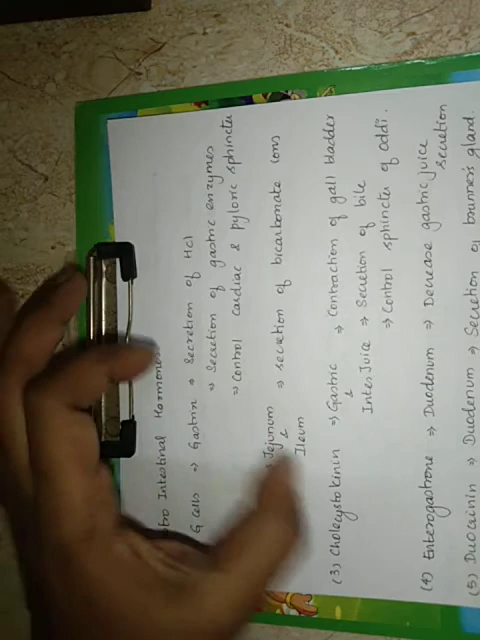 tro Intestinal Hormones
G Cells ⇒ Gastrin ⇒ Secretion of HCl
⇒ Secretion of gastric enzymes
⇒ Control cardiac & pyloric sphincter
Jejunum & Ileum ⇒ secretion of bicarbonate ions
(3) Cholecystokinin ⇒ Gastric & Inter Juice ⇒ Contraction of gall bladder
⇒ Secretion of bile
⇒ Control sphincter of oddi.
(4) Enterogastrone ⇒ Duodenum ⇒ Decrease gastric juice secretion
(5) Duocrinin ⇒ Duodenum ⇒ Secretion of brunner's gland.